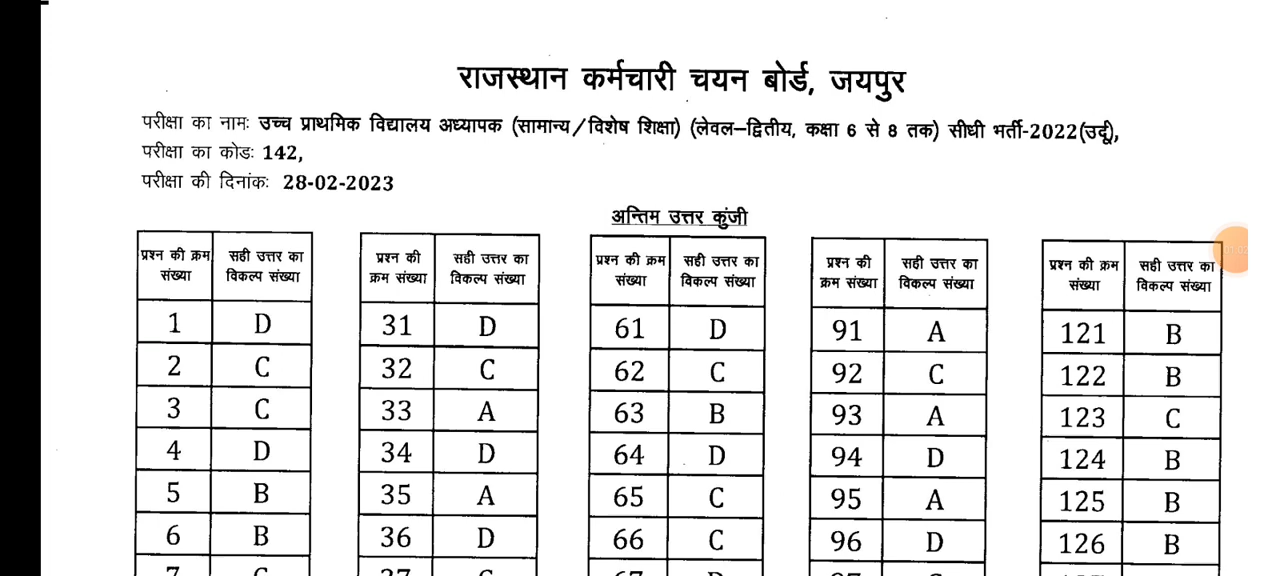 राजस्थान कर्मचारी चयन बोर्ड, जयपुर
परीक्षा का नामः उच्च प्राथमिक विद्यालय अध्यापक (सामान्य/विशेष शिक्षा) (लेवल–द्वितीय, कक्षा 6 से 8 तक) सीधी भर्ती-2022(उर्दू),
परीक्षा का कोडः 142,
परीक्षा की दिनांकः 28-02-2023
अन्तिम उत्तर कुंजी
प्रश्न की क्रम संख्या सही उत्तर का विकल्प संख्या प्रश्न की क्रम संख्या सही उत्तर का विकल्प संख्या प्रश्न की क्रम संख्या सही उत्तर का विकल्प संख्या प्रश्न की क्रम संख्या सही उत्तर का विकल्प संख्या प्रश्न की क्रम संख्या सही उत्तर का विकल्प संख्या
1 D 31 D 61 D 91 A 121 B
2 C 32 C 62 C 92 C 122 B
3 C 33 A 63 B 93 A 123 C
4 D 34 D 64 D 94 D 124 B
5 B 35 A 65 C 95 A 125 B
6 B 36 D 66 C 96 D 126 B